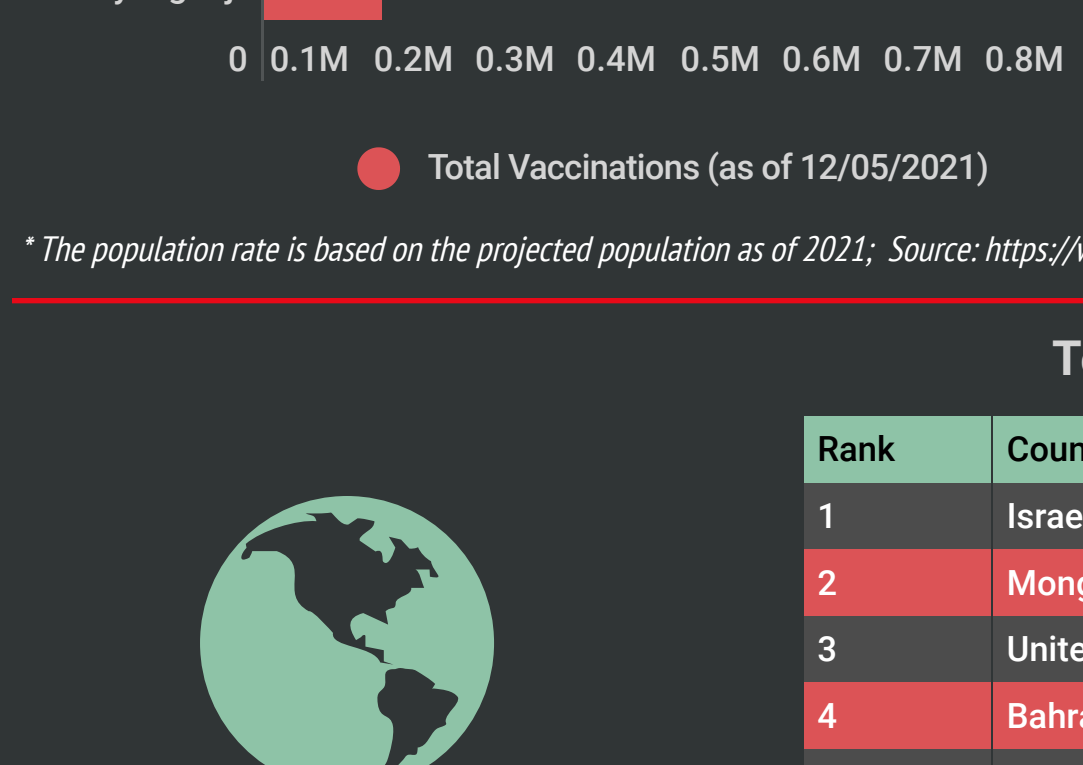 0 0.1M 0.2M 0.3M 0.4M 0.5M 0.6M 0.7M 0.8M
Total Vaccinations (as of 12/05/2021)
* The population rate is based on the projected population as of 2021; Source: https://
Rank
1
2
3
4